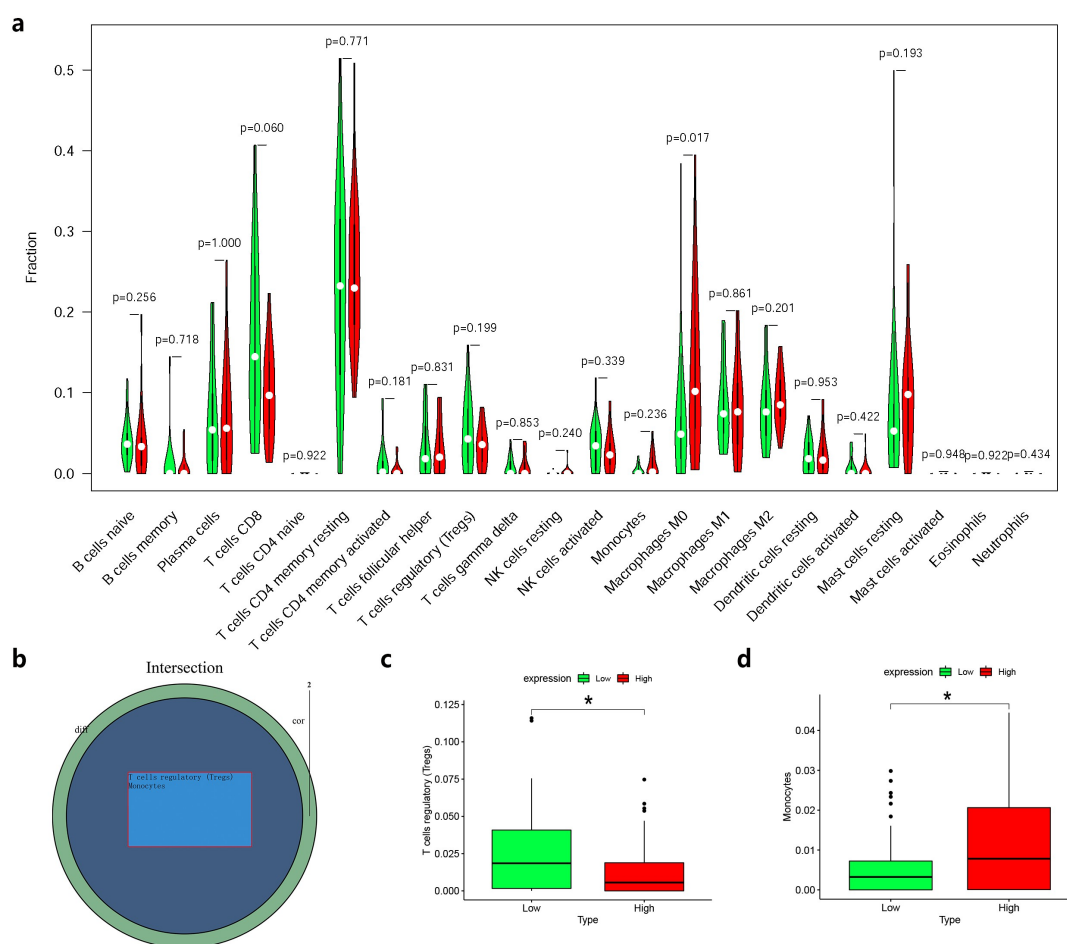 a
p=0.771
p=0.193
p=0.060
p=0.017
p=1.000
p=0.256
p=0.718
p=0.199
p=0.861
p=0.201
p=0.181
p=0.831
p=0.339
p=0.853
p=0.240
p=0.236
p=0.953
p=0.422
p=0.922
p=0.948
p=0.922
p=0.434
Fraction
0.5
0.4
0.3
0.2
0.1
0.0
B cells naive
B cells memory
Plasma cells
T cells CD8
T cells CD4 naive
T cells CD4 memory resting
T cells CD4 memory activated
T cells follicular helper
T cells regulatory (Tregs)
T cells gamma delta
NK cells resting
NK cells activated
Monocytes
Macrophages M0
Macrophages M1
Macrophages M2
Dendritic cells resting
Dendritic cells activated
Mast cells resting
Mast cells activated
Eosinophils
Neutrophils
b
Intersection
diff
2
cor
T cells regulatory (Tregs)
Monocytes
c
expression Low High
*
T cells regulatory (Tregs)
0.125
0.100
0.075
0.050
0.025
0.000
Low High
Type
d
expression Low High
*
Monocytes
0.04
0.03
0.02
0.01
0.00
Low High
Type